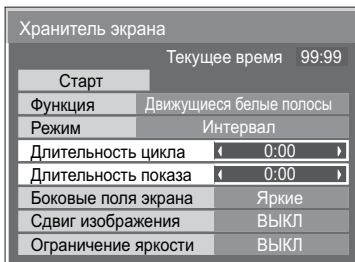 Хранитель экрана
Текущее время 99:99
Старт
Функция Движущиеся белые полосы
Режим Интервал
Длительность цикла 0:00
Длительность показа 0:00
Боковые поля экрана Яркие
Сдвиг изображения ВЫКЛ
Ограничение яркости ВЫКЛ